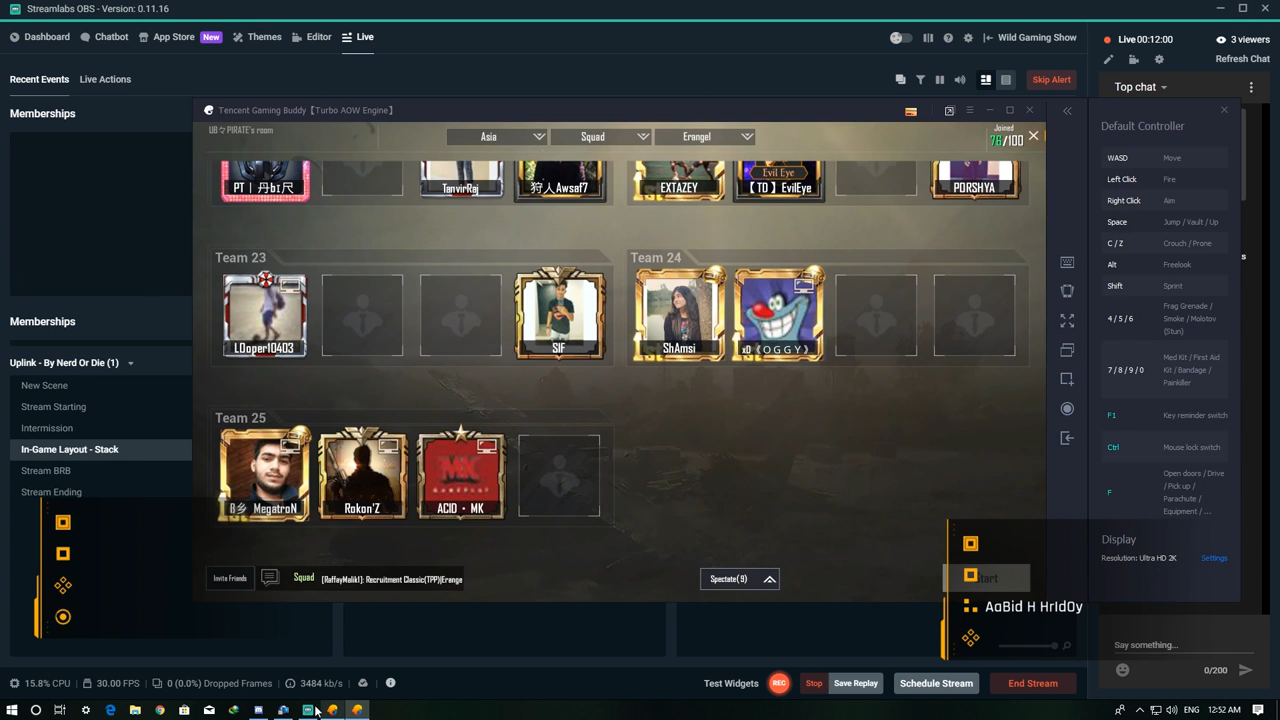 Streamlabs OBS - Version: 0.11.16
Dashboard
Chatbot
App Store
New
Themes
Editor
Live
Wild Gaming Show
Live 00:12:00
3 viewers
Refresh Chat
Recent Events
Live Actions
Skip Alert
Top chat
Memberships
Tencent Gaming Buddy【Turbo AOW Engine】
Default Controller
Asia
Squad
Erangel
Joined
78/100
TanvirRaj
狩人Awsaf7
EXTAZEY
Evil Eye
【TD】EvilEye
PORSHYA
WASD Move
Left Click Fire
Right Click Aim
Space Jump / Vault / Up
C / Z Crouch / Prone
Alt Freelook
Shift Sprint
4 / 5 / 6 Frag Grenade /
Smoke / Molotov
(Stun)
7 / 8 / 9 / 0 Med Kit / First Aid
Kit / Bandage /
Painkiller
F1 Key reminder switch
Ctrl Mouse lock switch
F Open doors / Drive
/ Pick up /
Parachute /
Equipment / ...
Display
Resolution: Ultra HD 2K
Settings
Team 23
Team 24
L0oper10403
SIF
ShAmsi
xD《OGGY》
Memberships
Uplink - By Nerd Or Die (1)
New Scene
Stream Starting
Intermission
In-Game Layout - Stack
Stream BRB
Stream Ending
Team 25
MK
MegatroN
Rokon'Z
ACID・MK
Invite Friends
Squad
[RaffayMalik1]: Recruitment Classic(TPP)(Erange
Spectate(9)
AaBid H HrIdOy
Say something...
0/200
15.8% CPU
30.00 FPS
0 (0.0%) Dropped Frames
3484 kb/s
Test Widgets
REC
Stop
Save Replay
Schedule Stream
End Stream
ENG
12:52 AM